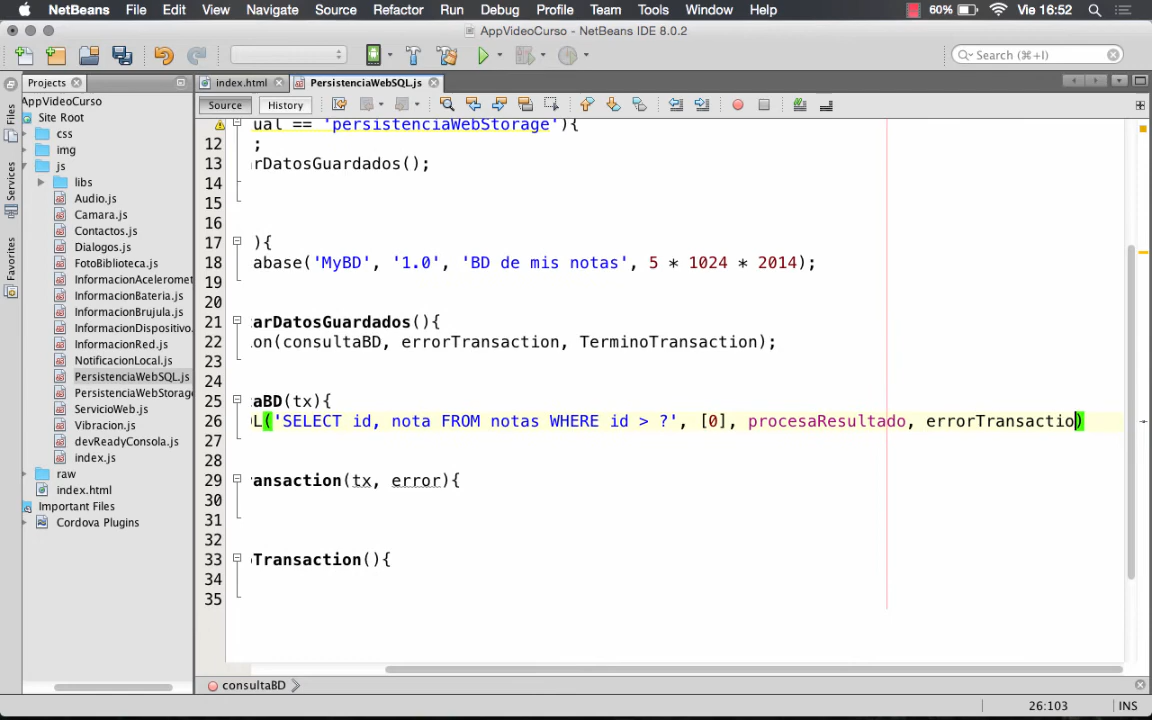 NetBeans File Edit View Navigate Source Refactor Run Debug Profile Team Tools Window Help 60% Vie 16:52
AppVideoCurso - NetBeans IDE 8.0.2
Search (⌘+I)
Projects
index.html PersistenciaWebSQL.js
Source History
Files
Services
Favorites
AppVideoCurso
Site Root
css
img
js
libs
Audio.js
Camara.js
Contactos.js
Dialogos.js
FotoBiblioteca.js
InformacionAceleromet
InformacionBateria.js
InformacionBrujula.js
InformacionDispositivo.
InformacionRed.js
NotificacionLocal.js
PersistenciaWebSQL.js
PersistenciaWebStorage
ServicioWeb.js
Vibracion.js
devReadyConsola.js
index.js
raw
index.html
Important Files
Cordova Plugins
ual == 'persistenciaWebStorage'){
12 ;
13 rDatosGuardados();
14
15
16
17 ){
18 abase('MyBD', '1.0', 'BD de mis notas', 5 * 1024 * 2014);
19
20
21 arDatosGuardados(){
22 ion(consultaBD, errorTransaction, TerminoTransaction);
23
24
25 aBD(tx){
26 L('SELECT id, nota FROM notas WHERE id > ?', [0], procesaResultado, errorTransactio)
27
28
29 ansaction(tx, error){
30
31
32
33 Transaction(){
34
35
consultaBD
26:103 INS